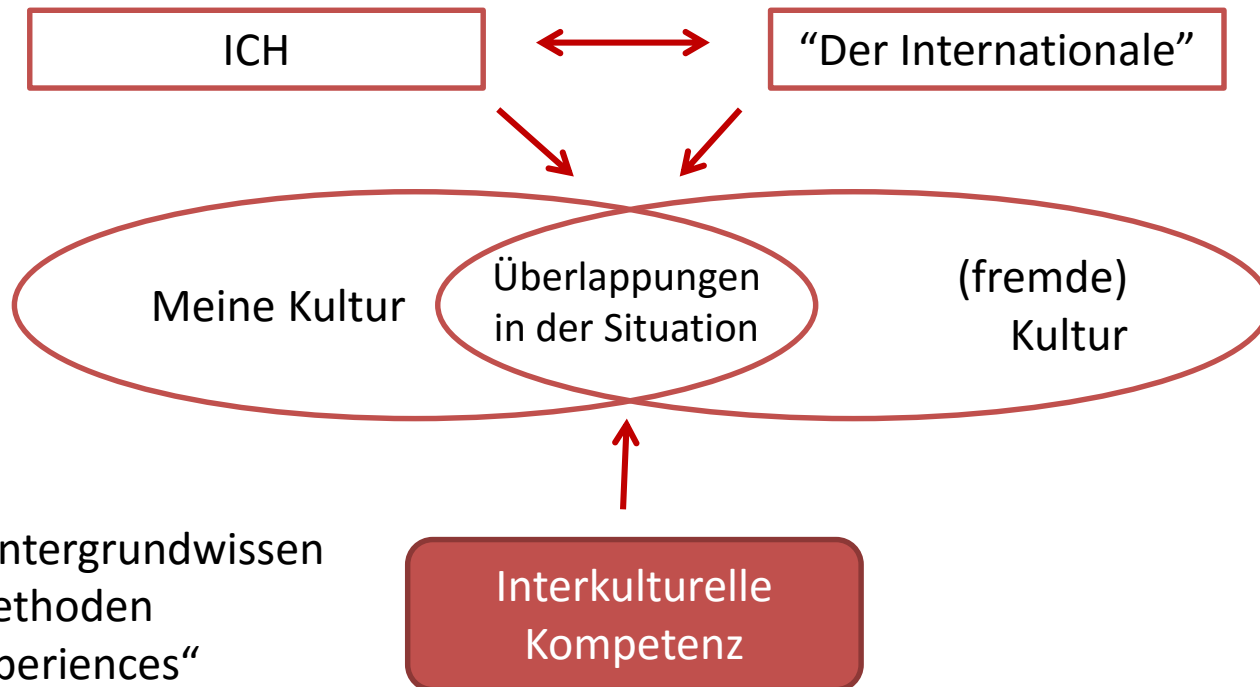 ICH
“Der Internationale”
Meine Kultur
Überlappungen
in der Situation
(fremde)
Kultur
ntergrundwissen
ethoden
periences“
Interkulturelle
Kompetenz